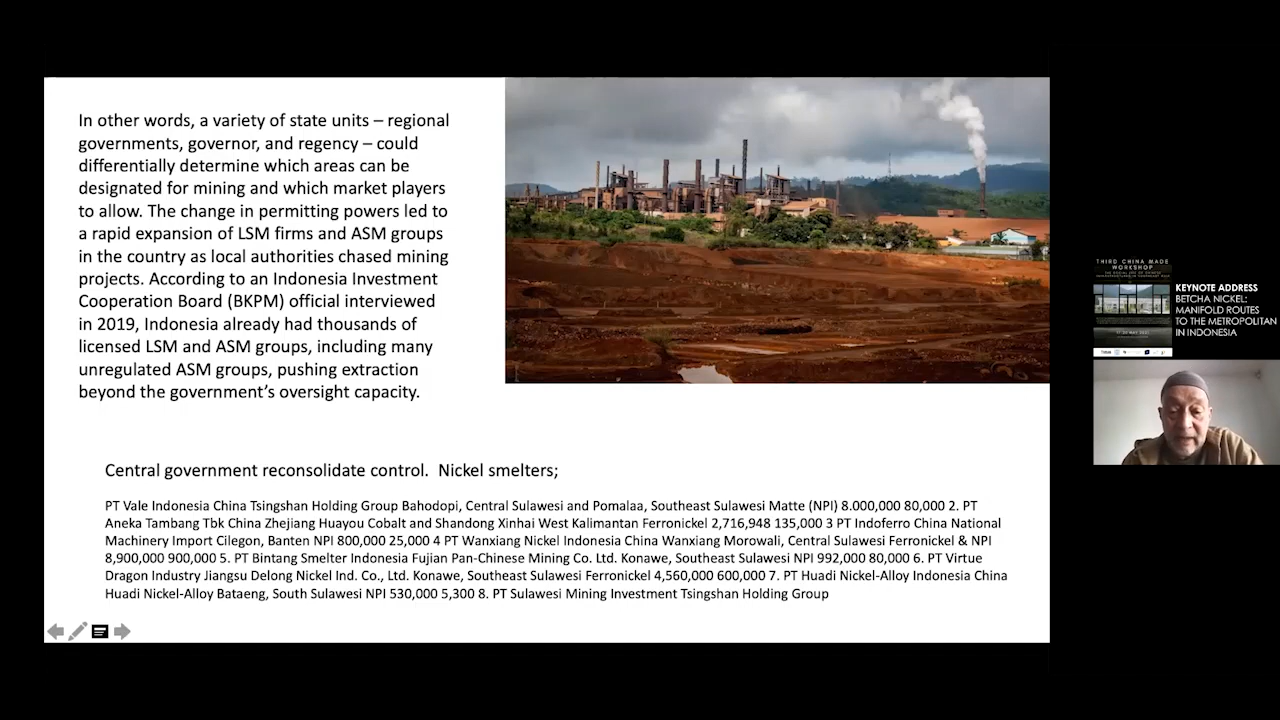 In other words, a variety of state units – regional
governments, governor, and regency – could
differentially determine which areas can be
designated for mining and which market players
to allow. The change in permitting powers led to
a rapid expansion of LSM firms and ASM groups
in the country as local authorities chased mining
projects. According to an Indonesia Investment
Cooperation Board (BKPM) official interviewed
in 2019, Indonesia already had thousands of
licensed LSM and ASM groups, including many
unregulated ASM groups, pushing extraction
beyond the government's oversight capacity.
Central government reconsolidate control.  Nickel smelters;
PT Vale Indonesia China Tsingshan Holding Group Bahodopi, Central Sulawesi and Pomalaa, Southeast Sulawesi Matte (NPI) 8.000,000 80,000 2. PT
Aneka Tambang Tbk China Zhejiang Huayou Cobalt and Shandong Xinhai West Kalimantan Ferronickel 2,716,948 135,000 3 PT Indoferro China National
Machinery Import Cilegon, Banten NPI 800,000 25,000 4 PT Wanxiang Nickel Indonesia China Wanxiang Morowali, Central Sulawesi Ferronickel & NPI
8,900,000 900,000 5. PT Bintang Smelter Indonesia Fujian Pan-Chinese Mining Co. Ltd. Konawe, Southeast Sulawesi NPI 992,000 80,000 6. PT Virtue
Dragon Industry Jiangsu Delong Nickel Ind. Co., Ltd. Konawe, Southeast Sulawesi Ferronickel 4,560,000 600,000 7. PT Huadi Nickel-Alloy Indonesia China
Huadi Nickel-Alloy Bataeng, South Sulawesi NPI 530,000 5,300 8. PT Sulawesi Mining Investment Tsingshan Holding Group
THIRD CHINA MADE
WORKSHOP
KEYNOTE ADDRESS
BETCHA NICKEL:
MANIFOLD ROUTES
TO THE METROPOLITAN
IN INDONESIA